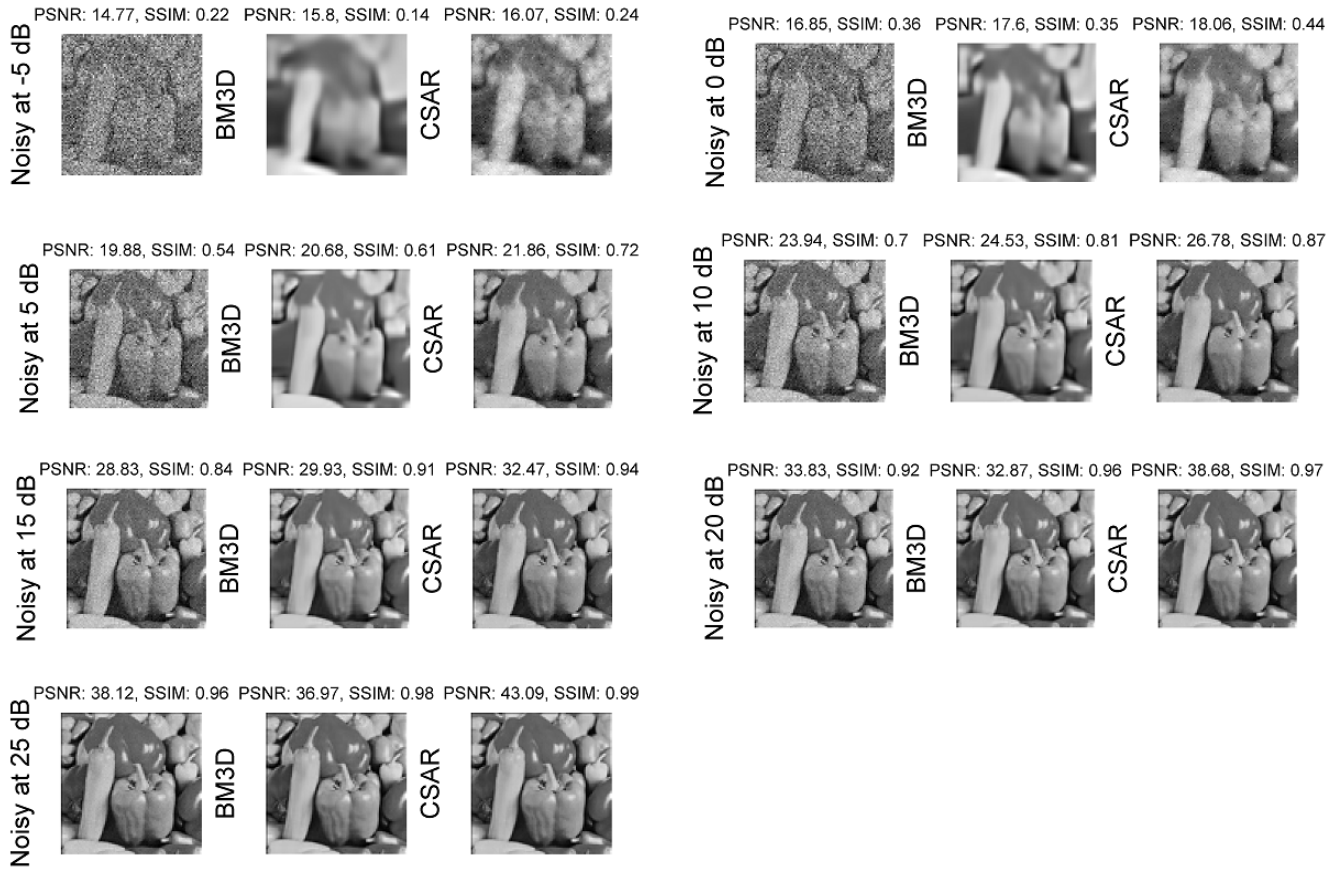 PSNR: 14.77, SSIM: 0.22 PSNR: 15.8, SSIM: 0.14 PSNR: 16.07, SSIM: 0.24
Noisy at -5 dB
BM3D
CSAR
PSNR: 16.85, SSIM: 0.36 PSNR: 17.6, SSIM: 0.35 PSNR: 18.06, SSIM: 0.44
Noisy at 0 dB
BM3D
CSAR
PSNR: 19.88, SSIM: 0.54 PSNR: 20.68, SSIM: 0.61 PSNR: 21.86, SSIM: 0.72
Noisy at 5 dB
BM3D
CSAR
PSNR: 23.94, SSIM: 0.7 PSNR: 24.53, SSIM: 0.81 PSNR: 26.78, SSIM: 0.87
Noisy at 10 dB
BM3D
CSAR
PSNR: 28.83, SSIM: 0.84 PSNR: 29.93, SSIM: 0.91 PSNR: 32.47, SSIM: 0.94
Noisy at 15 dB
BM3D
CSAR
PSNR: 33.83, SSIM: 0.92 PSNR: 32.87, SSIM: 0.96 PSNR: 38.68, SSIM: 0.97
Noisy at 20 dB
BM3D
CSAR
PSNR: 38.12, SSIM: 0.96 PSNR: 36.97, SSIM: 0.98 PSNR: 43.09, SSIM: 0.99
Noisy at 25 dB
BM3D
CSAR